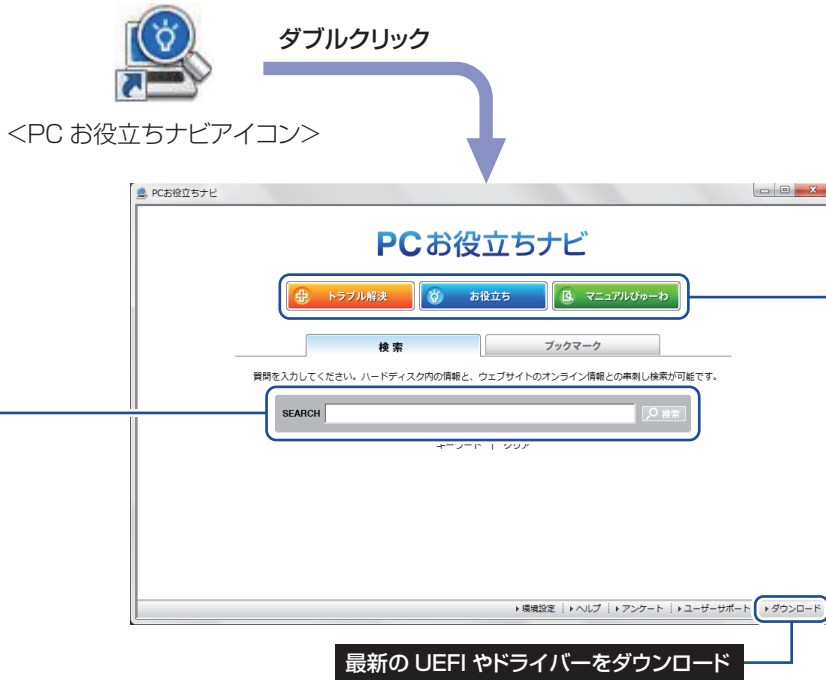 ダブルクリック
<PC お役立ちナビアイコン>
PCお役立ちナビ
PCお役立ちナビ
トラブル解決 お役立ち マニュアルびゅーわ
検索 ブックマーク
質問を入力してください。ハードディスク内の情報と、ウェブサイトのオンライン情報との串刺し検索が可能です。
SEARCH 検索
キーワード | クリア
環境設定 ヘルプ アンケート ユーザーサポート ダウンロード
最新の UEFI やドライバーをダウンロード